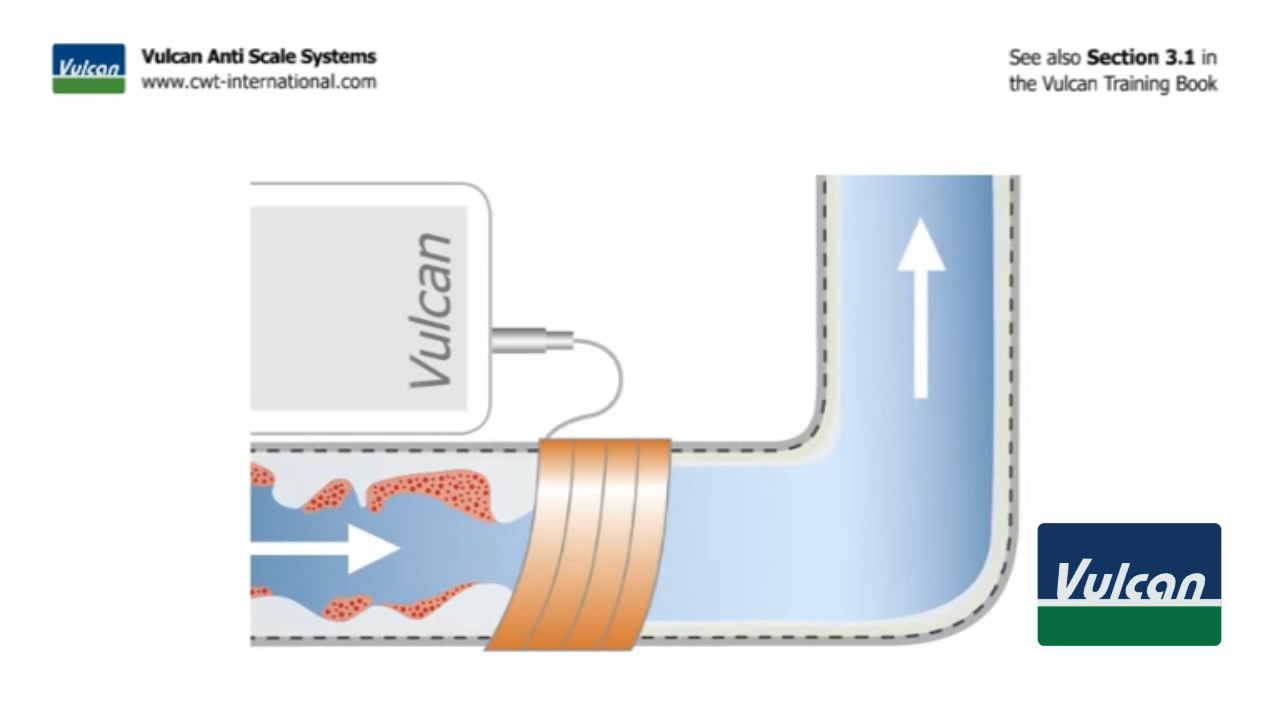 Vulcan
Vulcan Anti Scale Systems
www.cwt-international.com
See also Section 3.1 in
the Vulcan Training Book
Vulcan
Vulcan